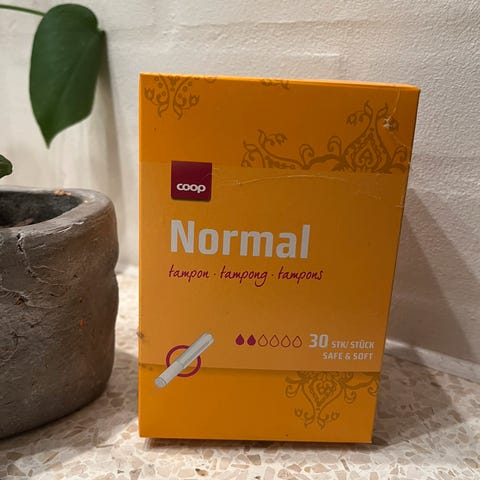 coop
Normal
tampon · tampong · tampons
30 STK/STÜCK
SAFE & SOFT